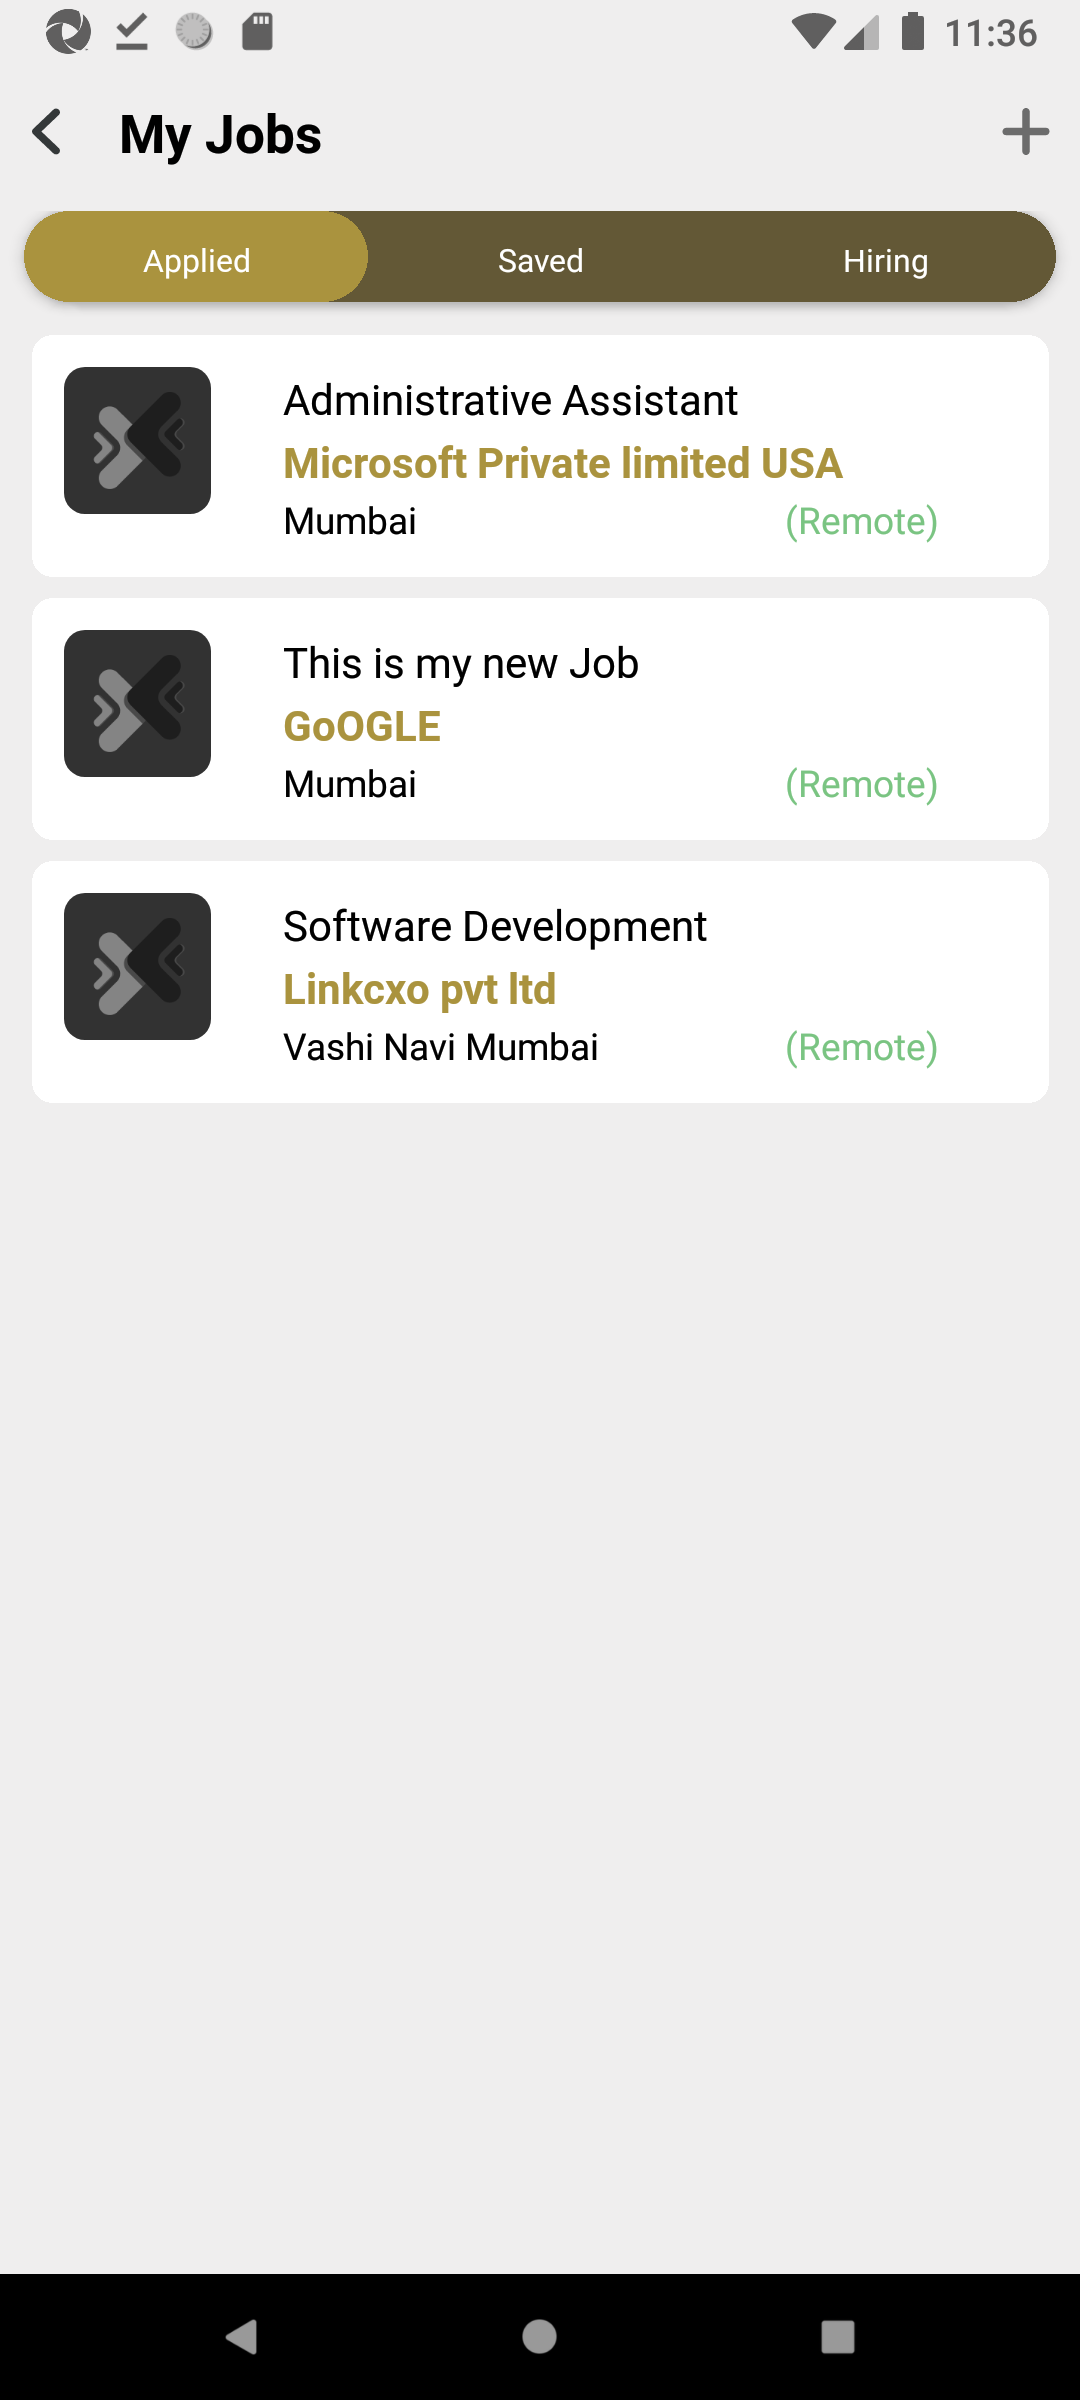 11:36
My Jobs
Applied Saved Hiring
Administrative Assistant
Microsoft Private limited USA
Mumbai (Remote)
This is my new Job
GoOGLE
Mumbai (Remote)
Software Development
Linkcxo pvt ltd
Vashi Navi Mumbai (Remote)